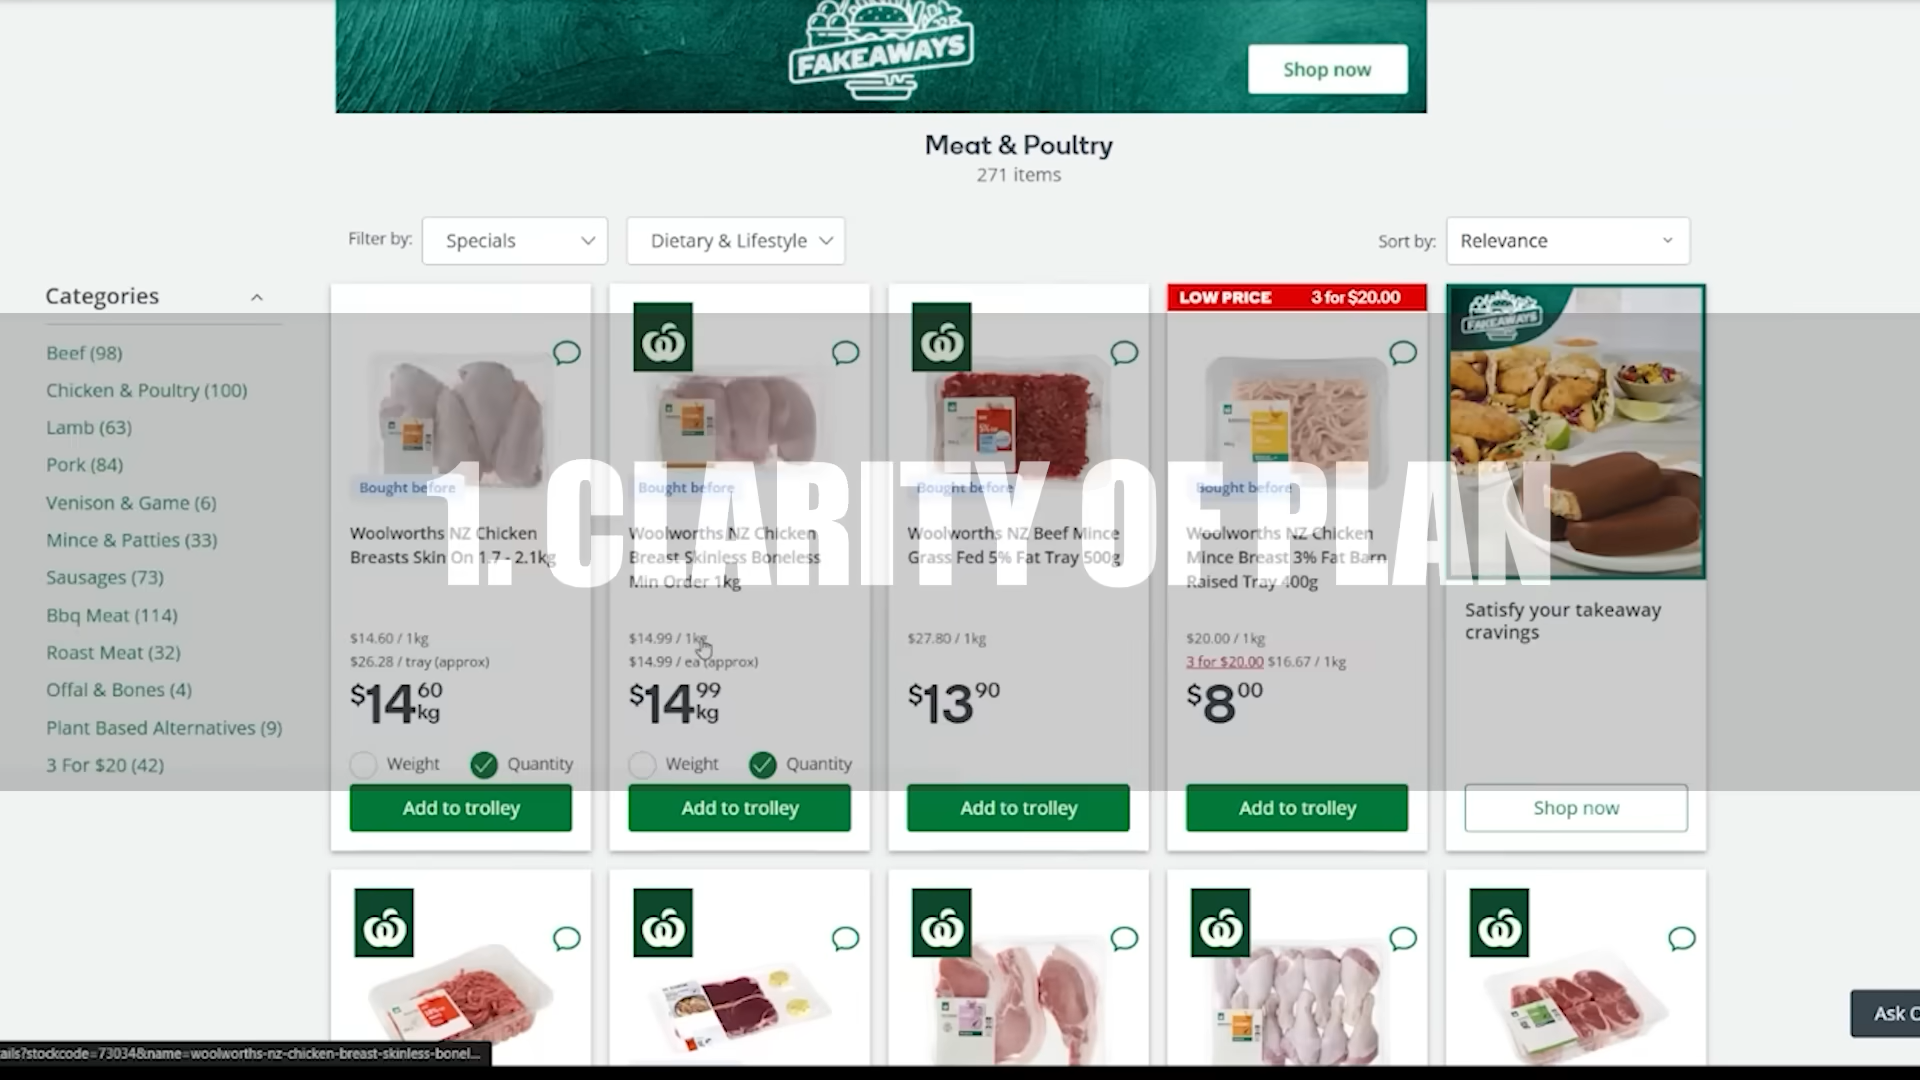 FAKEAWAYS
Shop now
Meat & Poultry
271 items
Filter by:
Specials
Dietary & Lifestyle
Sort by:
Relevance
Categories
Beef (98)
Chicken & Poultry (100)
Lamb (63)
Pork (84)
Venison & Game (6)
Mince & Patties (33)
Sausages (73)
Bbq Meat (114)
Roast Meat (32)
Offal & Bones (4)
Plant Based Alternatives (9)
3 For $20 (42)
1. CLARITY OF PLAN
Bought before
Woolworths NZ Chicken
Breasts Skin On 1.7 - 2.1kg
$14.60 / 1kg
$26.28 / tray (approx)
$14 60 kg
Weight
Quantity
Add to trolley
Bought before
Woolworths NZ Chicken
Breast Skinless Boneless
Min Order 1kg
$14.99 / 1kg
$14.99 / ea (approx)
$14 99 kg
Weight
Quantity
Add to trolley
Bought before
Woolworths NZ Beef Mince
Grass Fed 5% Fat Tray 500g
$27.80 / 1kg
$13 90
Add to trolley
LOW PRICE 3 for $20.00
Bought before
Woolworths NZ Chicken
Mince Breast 3% Fat Barn
Raised Tray 400g
$20.00 / 1kg
3 for $20.00 $16.67 / 1kg
$8 00
Add to trolley
FAKEAWAYS
Satisfy your takeaway
cravings
Shop now
Ask O
ails?stockcode=73034&name=woolworths-nz-chicken-breast-skinless-bonel...